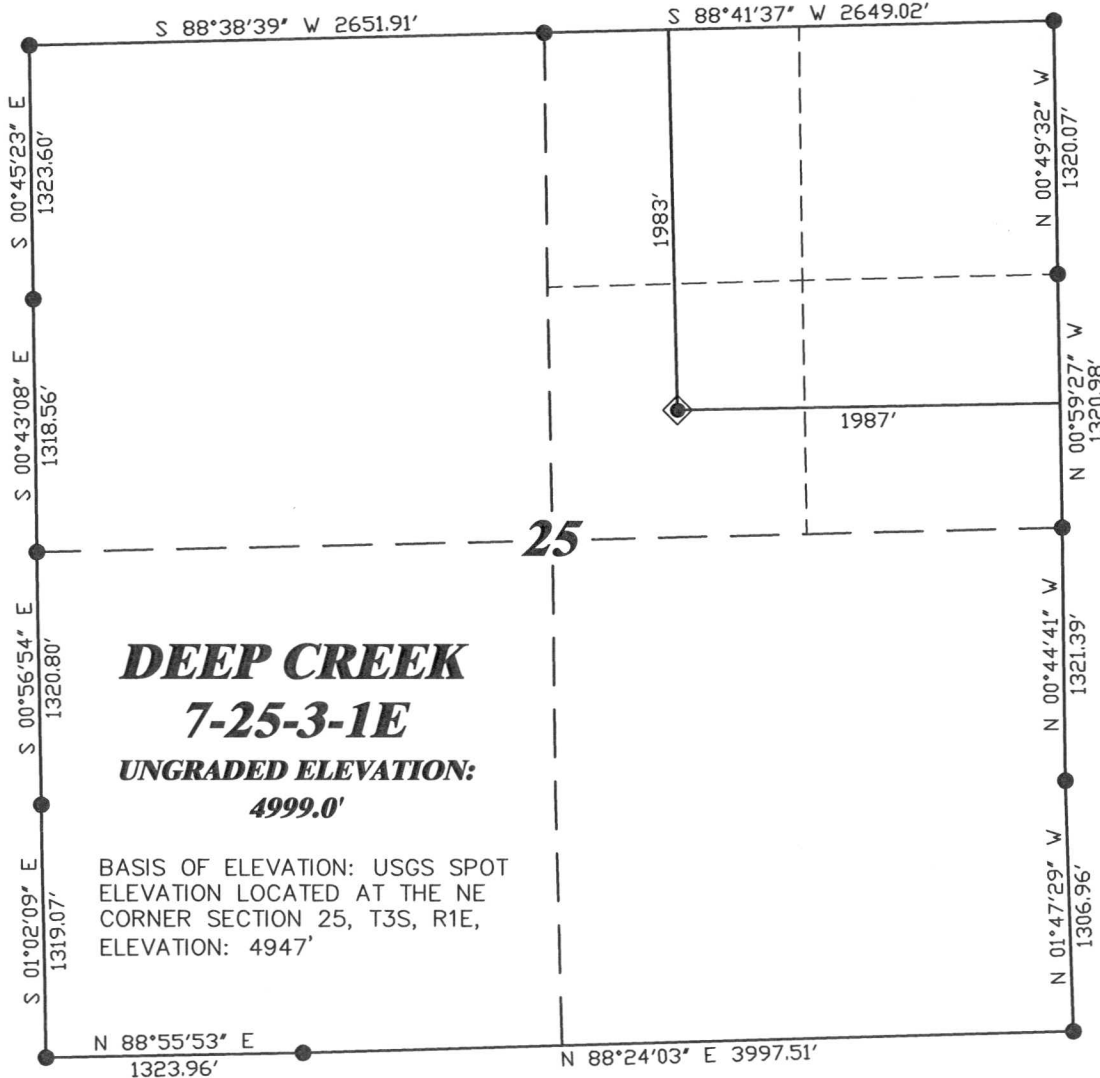 S 88°38'39" W 2651.91'
S 88°41'37" W 2649.02'
S 00°45'23" E
1323.60'
N 00°49'32" W
1320.07'
1983'
S 00°43'08" E
1318.56'
N 00°59'27" W
1320.98'
1987'
25
S 00°56'54" E
1320.80'
N 00°44'41" W
1321.39'
DEEP CREEK
7-25-3-1E
UNGRADED ELEVATION:
4999.0'
BASIS OF ELEVATION: USGS SPOT
ELEVATION LOCATED AT THE NE
CORNER SECTION 25, T3S, R1E,
ELEVATION: 4947'
S 01°02'09" E
1319.07'
N 01°47'29" W
1306.96'
N 88°55'53" E
1323.96'
N 88°24'03" E 3997.51'